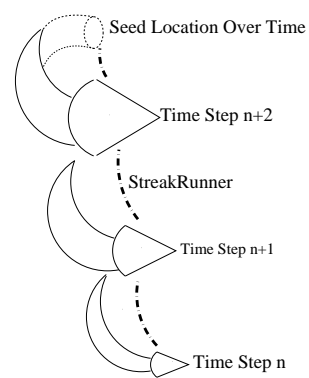 Seed Location Over Time
Time Step n+2
StreakRunner
Time Step n+1
Time Step n